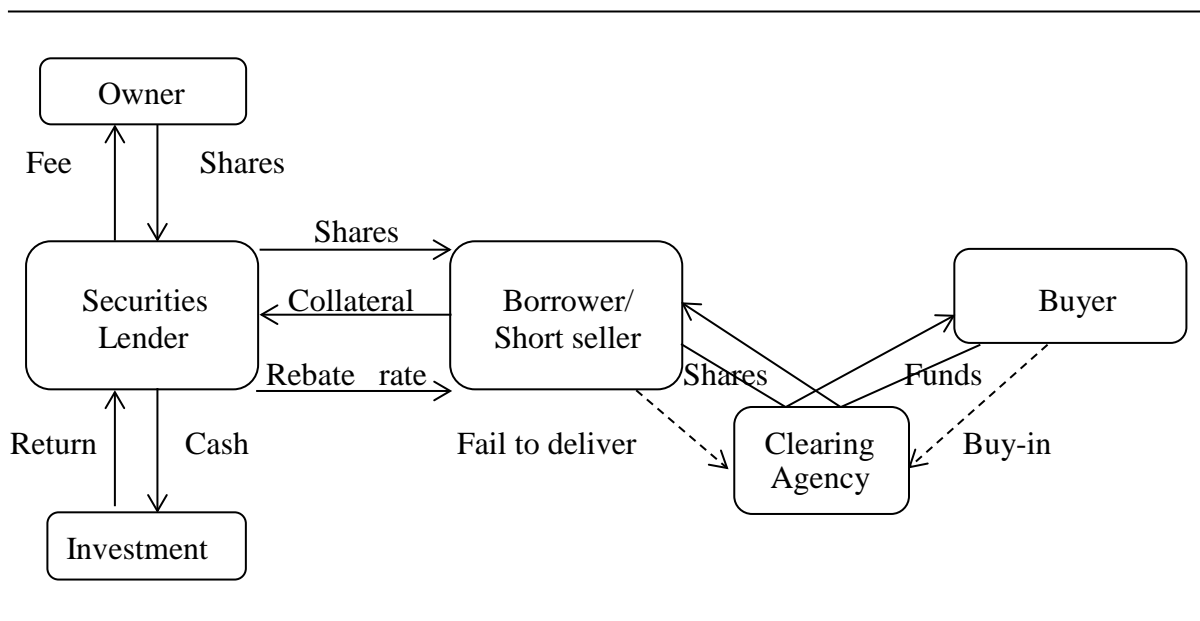 Owner
Fee
Shares
Shares
Securities
Lender
Collateral
Borrower/
Short seller
Buyer
Rebate rate
Shares
Funds
Return
Cash
Fail to deliver
Clearing
Agency
Buy-in
Investment